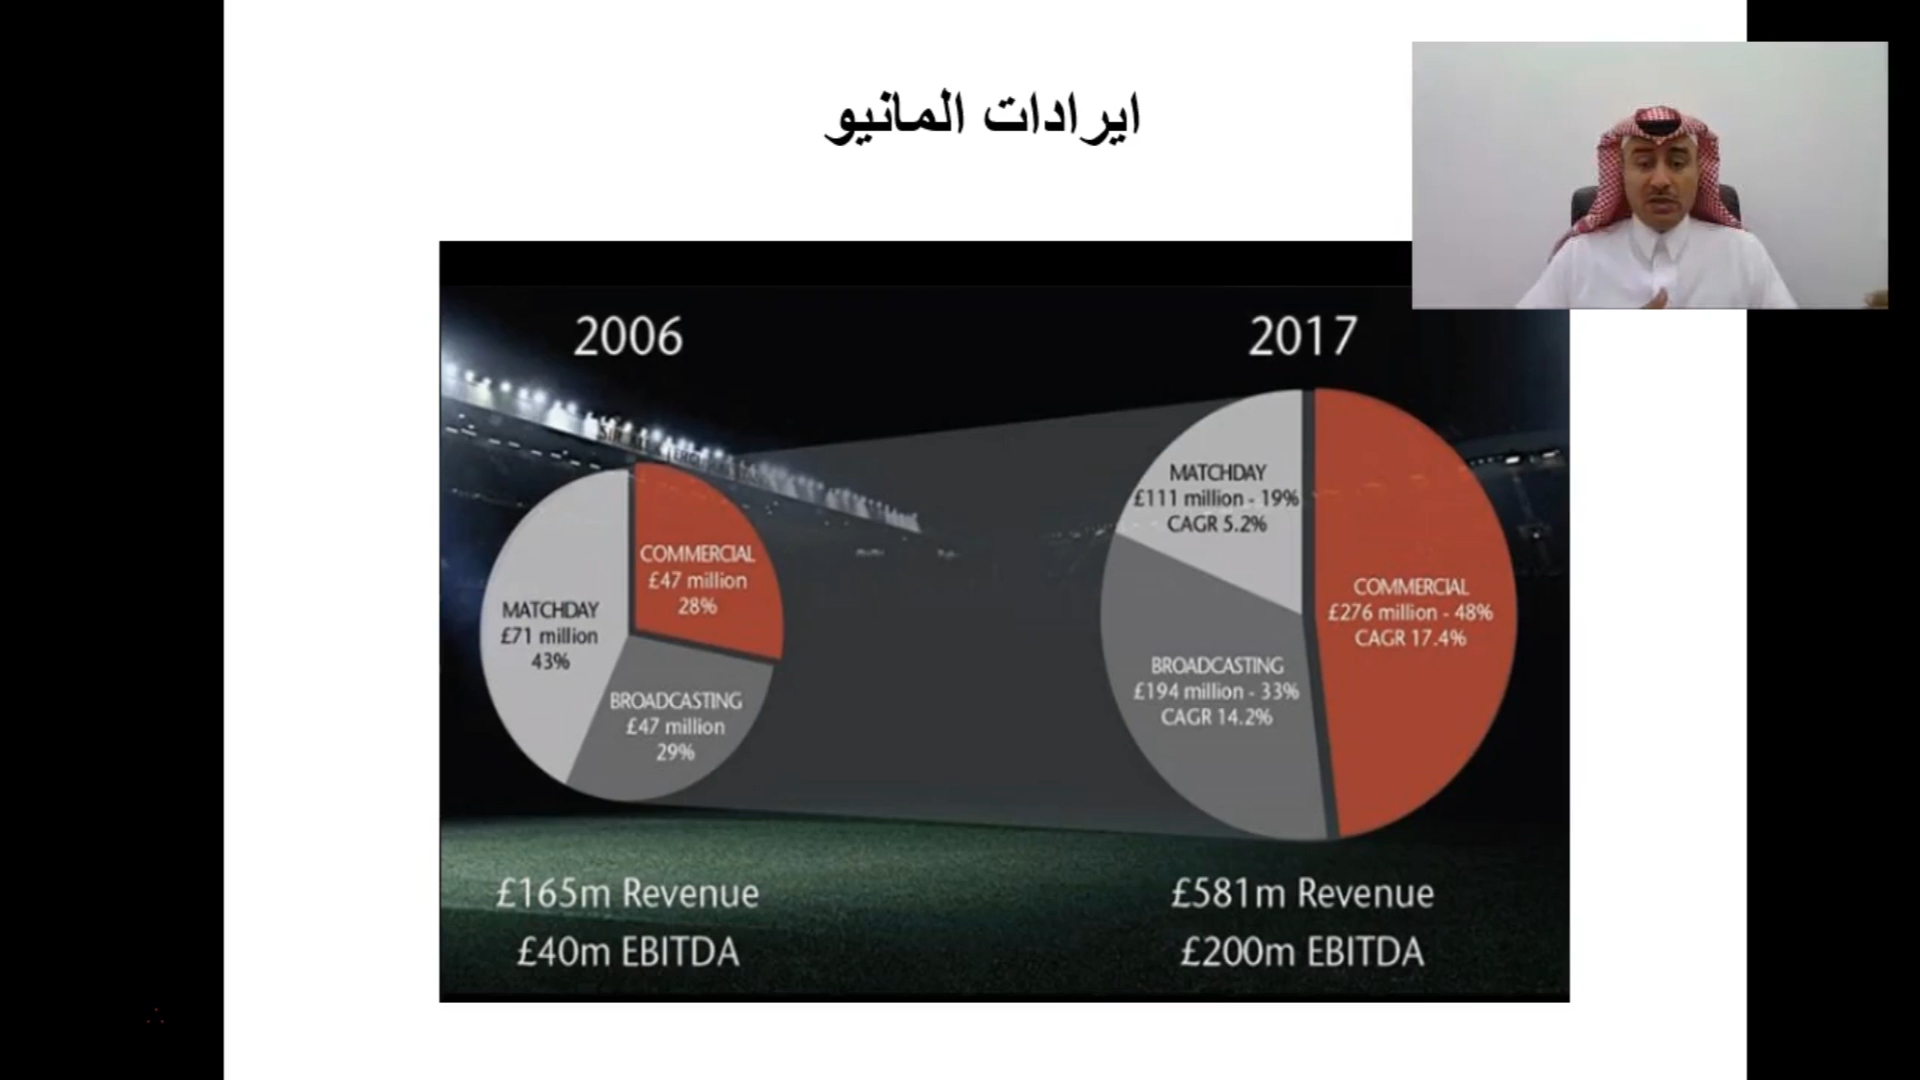 ايرادات المانيو
2006
COMMERCIAL
£47 million
28%
MATCHDAY
£71 million
43%
BROADCASTING
£47 million
29%
£165m Revenue
£40m EBITDA
2017
MATCHDAY
£111 million - 19%
CAGR 5.2%
COMMERCIAL
£276 million - 48%
CAGR 17.4%
BROADCASTING
£194 million - 33%
CAGR 14.2%
£581m Revenue
£200m EBITDA